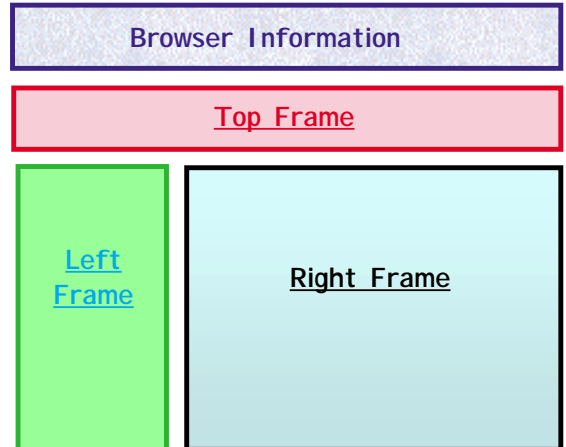 Browser Information
Top Frame
Left
Frame
Right Frame